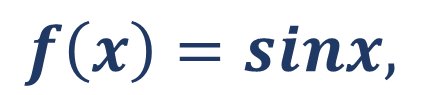 f(x) = sinx,